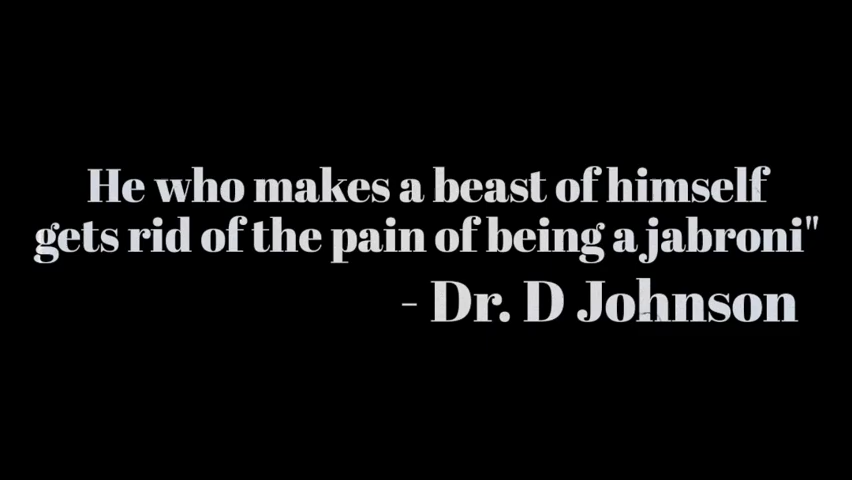 He who makes a beast of himself
gets rid of the pain of being a jabroni"
- Dr. D Johnson